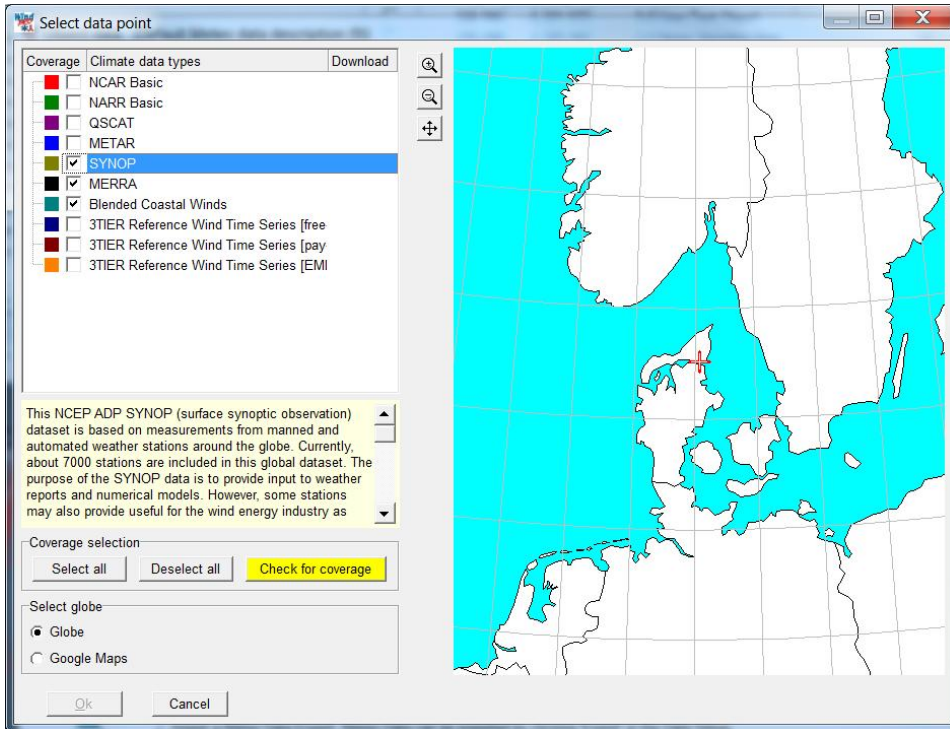 Select data point
Coverage Climate data types Download
NCAR Basic
NARR Basic
QSCAT
METAR
SYNOP
MERRA
Blended Coastal Winds
3TIER Reference Wind Time Series [free
3TIER Reference Wind Time Series [pay
3TIER Reference Wind Time Series [EMI
This NCEP ADP SYNOP (surface synoptic observation)
dataset is based on measurements from manned and
automated weather stations around the globe. Currently,
about 7000 stations are included in this global dataset. The
purpose of the SYNOP data is to provide input to weather
reports and numerical models. However, some stations
may also provide useful for the wind energy industry as
Coverage selection
Select all Deselect all Check for coverage
Select globe
Globe
Google Maps
Ok Cancel